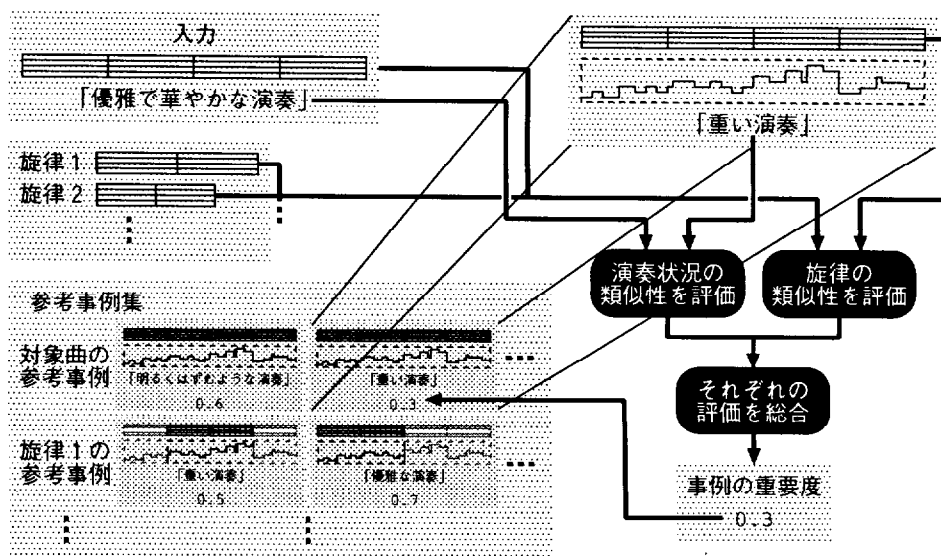 入力
「優雅で華やかな演奏」
旋律1
旋律2
「重い演奏」
演奏状況の
類似性を評価
旋律の
類似性を評価
それぞれの
評価を総合
事例の重要度
0.3
参考事例集
対象曲の
参考事例
「明るくはずむような演奏」
0.6
「重い演奏」
0.3
旋律1の
参考事例
「重い演奏」
0.5
「優雅な演奏」
0.7